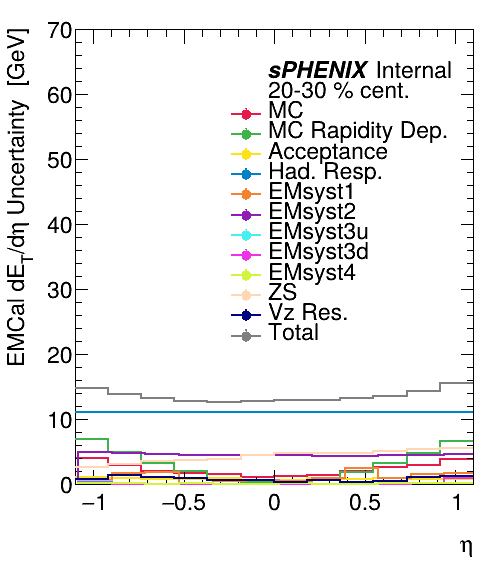 EMCal dE_T/dη Uncertainty [GeV]
70
60
50
40
30
20
10
0
sPHENIX Internal
20-30 % cent.
MC
MC Rapidity Dep.
Acceptance
Had. Resp.
EMsyst1
EMsyst2
EMsyst3u
EMsyst3d
EMsyst4
ZS
Vz Res.
Total
−1 −0.5 0 0.5 1
η